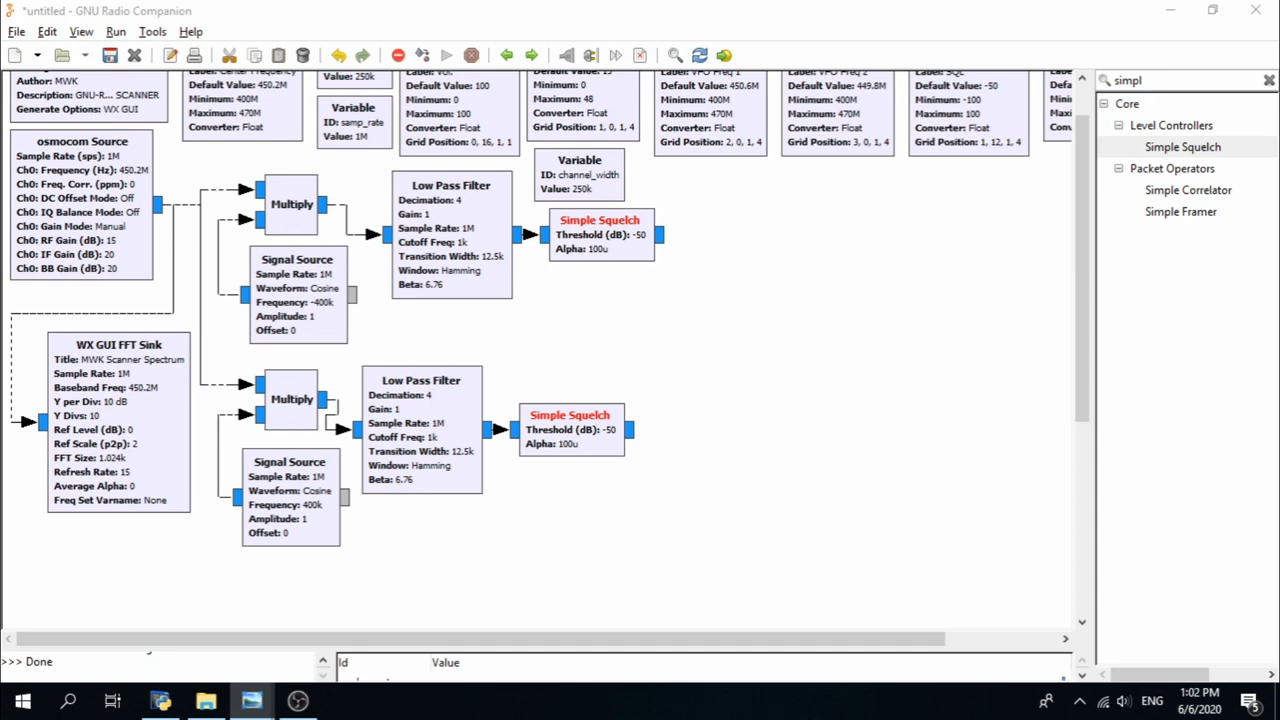 *untitled - GNU Radio Companion
File Edit View Run Tools Help
Author: MWK
Description: GNU-R... SCANNER
Generate Options: WX GUI
Label: Center Frequency
Default Value: 450.2M
Minimum: 400M
Maximum: 470M
Converter: Float
Value: 250k
Variable
ID: samp_rate
Value: 1M
Label: Vol.
Default Value: 100
Minimum: 0
Maximum: 100
Converter: Float
Grid Position: 0, 16, 1, 1
Default Value: 15
Minimum: 0
Maximum: 48
Converter: Float
Grid Position: 1, 0, 1, 4
Label: VFO Freq 1
Default Value: 450.6M
Minimum: 400M
Maximum: 470M
Converter: Float
Grid Position: 2, 0, 1, 4
Label: VFO Freq 2
Default Value: 449.8M
Minimum: 400M
Maximum: 470M
Converter: Float
Grid Position: 3, 0, 1, 4
Label: SQL
Default Value: -50
Minimum: -100
Maximum: 100
Converter: Float
Grid Position: 1, 12, 1, 4
osmocom Source
Sample Rate (sps): 1M
Ch0: Frequency (Hz): 450.2M
Ch0: Freq. Corr. (ppm): 0
Ch0: DC Offset Mode: Off
Ch0: IQ Balance Mode: Off
Ch0: Gain Mode: Manual
Ch0: RF Gain (dB): 15
Ch0: IF Gain (dB): 20
Ch0: BB Gain (dB): 20
Multiply
Low Pass Filter
Decimation: 4
Gain: 1
Sample Rate: 1M
Cutoff Freq: 1k
Transition Width: 12.5k
Window: Hamming
Beta: 6.76
Variable
ID: channel_width
Value: 250k
Simple Squelch
Threshold (dB): -50
Alpha: 100u
Signal Source
Sample Rate: 1M
Waveform: Cosine
Frequency: -400k
Amplitude: 1
Offset: 0
WX GUI FFT Sink
Title: MWK Scanner Spectrum
Sample Rate: 1M
Baseband Freq: 450.2M
Y per Div: 10 dB
Y Divs: 10
Ref Level (dB): 0
Ref Scale (p2p): 2
FFT Size: 1.024k
Refresh Rate: 15
Average Alpha: 0
Freq Set Varname: None
Multiply
Low Pass Filter
Decimation: 4
Gain: 1
Sample Rate: 1M
Cutoff Freq: 1k
Transition Width: 12.5k
Window: Hamming
Beta: 6.76
Simple Squelch
Threshold (dB): -50
Alpha: 100u
Signal Source
Sample Rate: 1M
Waveform: Cosine
Frequency: 400k
Amplitude: 1
Offset: 0
simpl
Core
Level Controllers
Simple Squelch
Packet Operators
Simple Correlator
Simple Framer
>>> Done
Id Value
ENG
1:02 PM
6/6/2020
5